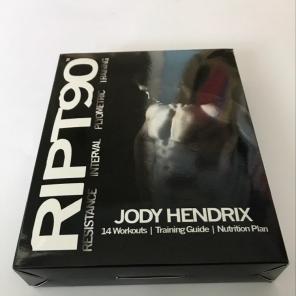 RIPT90
RESISTANCE INTERVAL PLYOMETRIC TRAINING
JODY HENDRIX
14 Workouts | Training Guide | Nutrition Plan